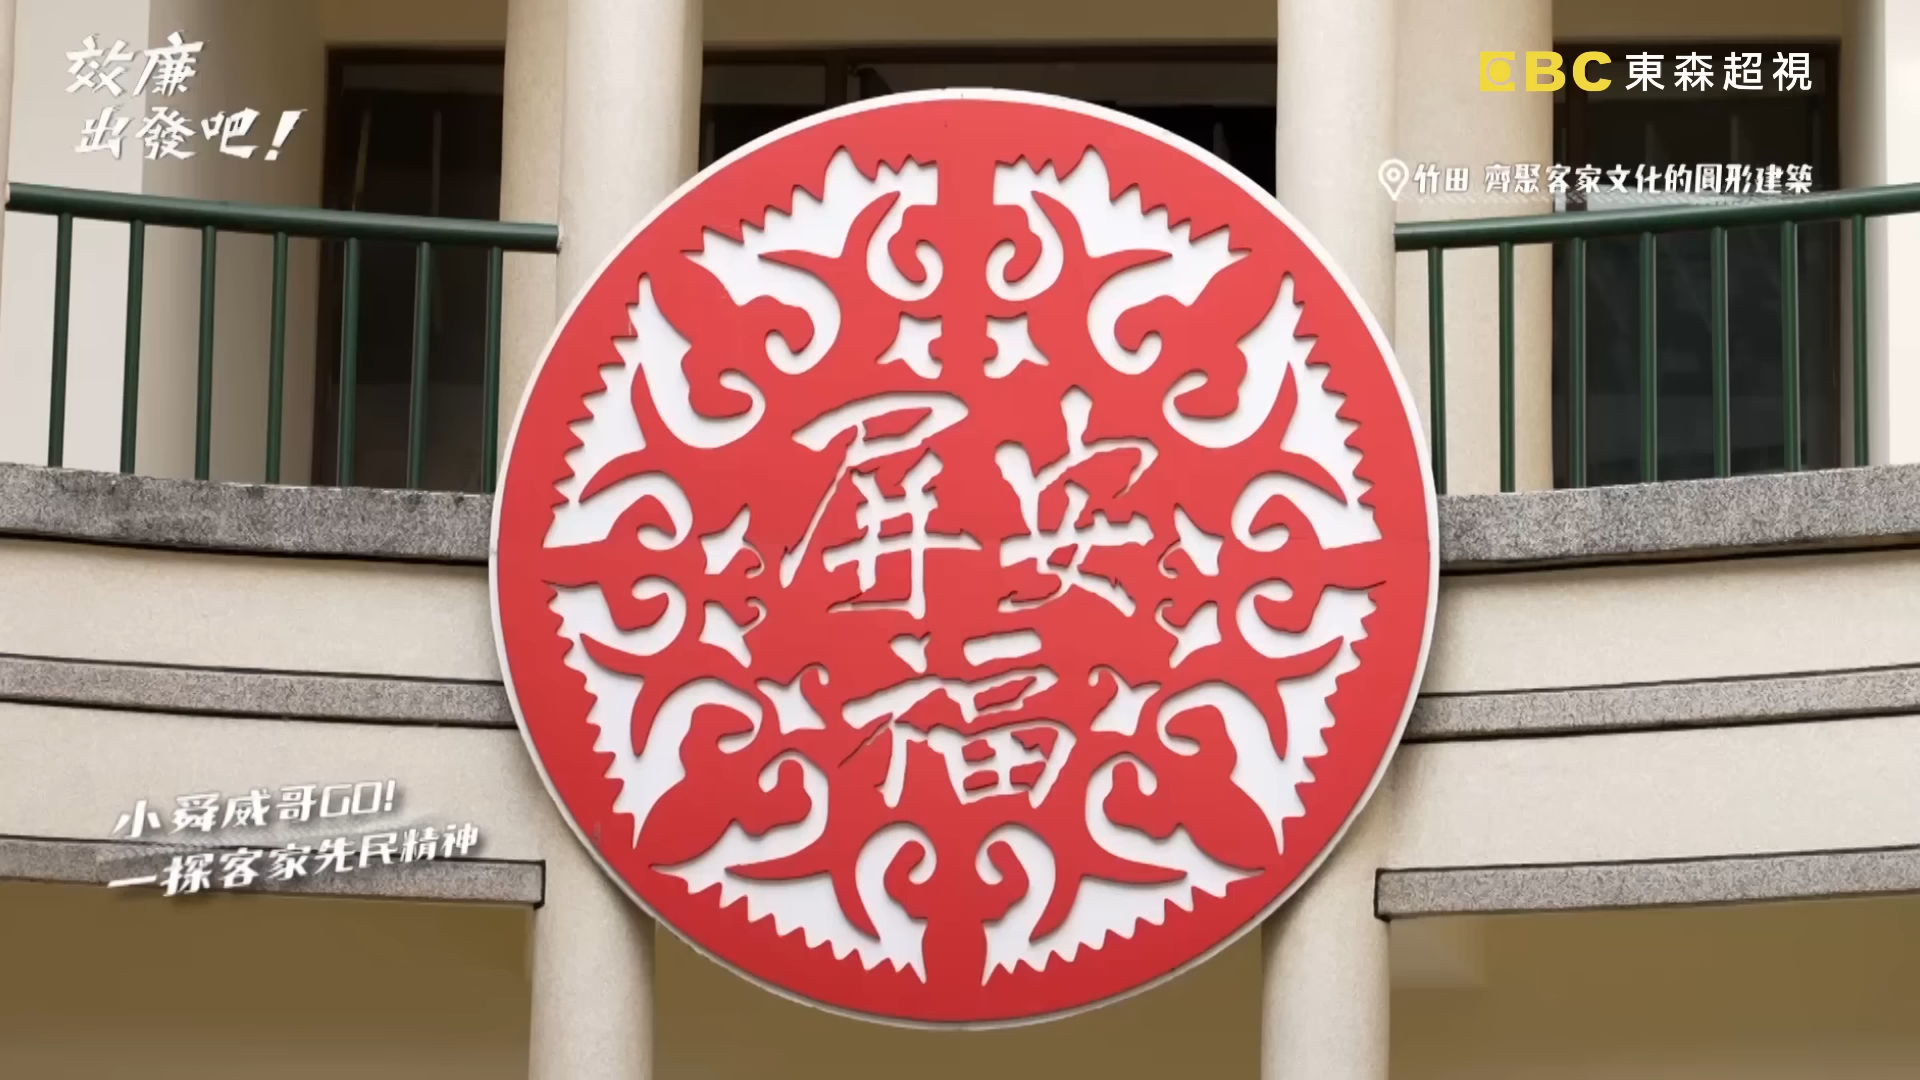 效廉
出發吧!
EBC 東森超視
竹田 齊聚客家文化的圓形建築
屏安
福
小舜威哥GO!
一探客家先民精神